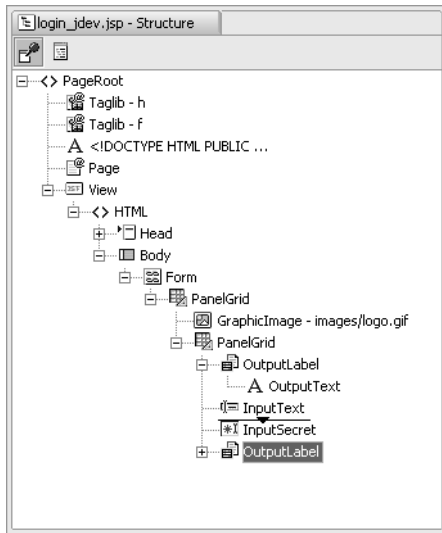 login_jdev.jsp - Structure
PageRoot
Taglib - h
Taglib - f
<!DOCTYPE HTML PUBLIC ...
Page
View
HTML
Head
Body
Form
PanelGrid
GraphicImage - images/logo.gif
PanelGrid
OutputLabel
OutputText
InputText
InputSecret
OutputLabel